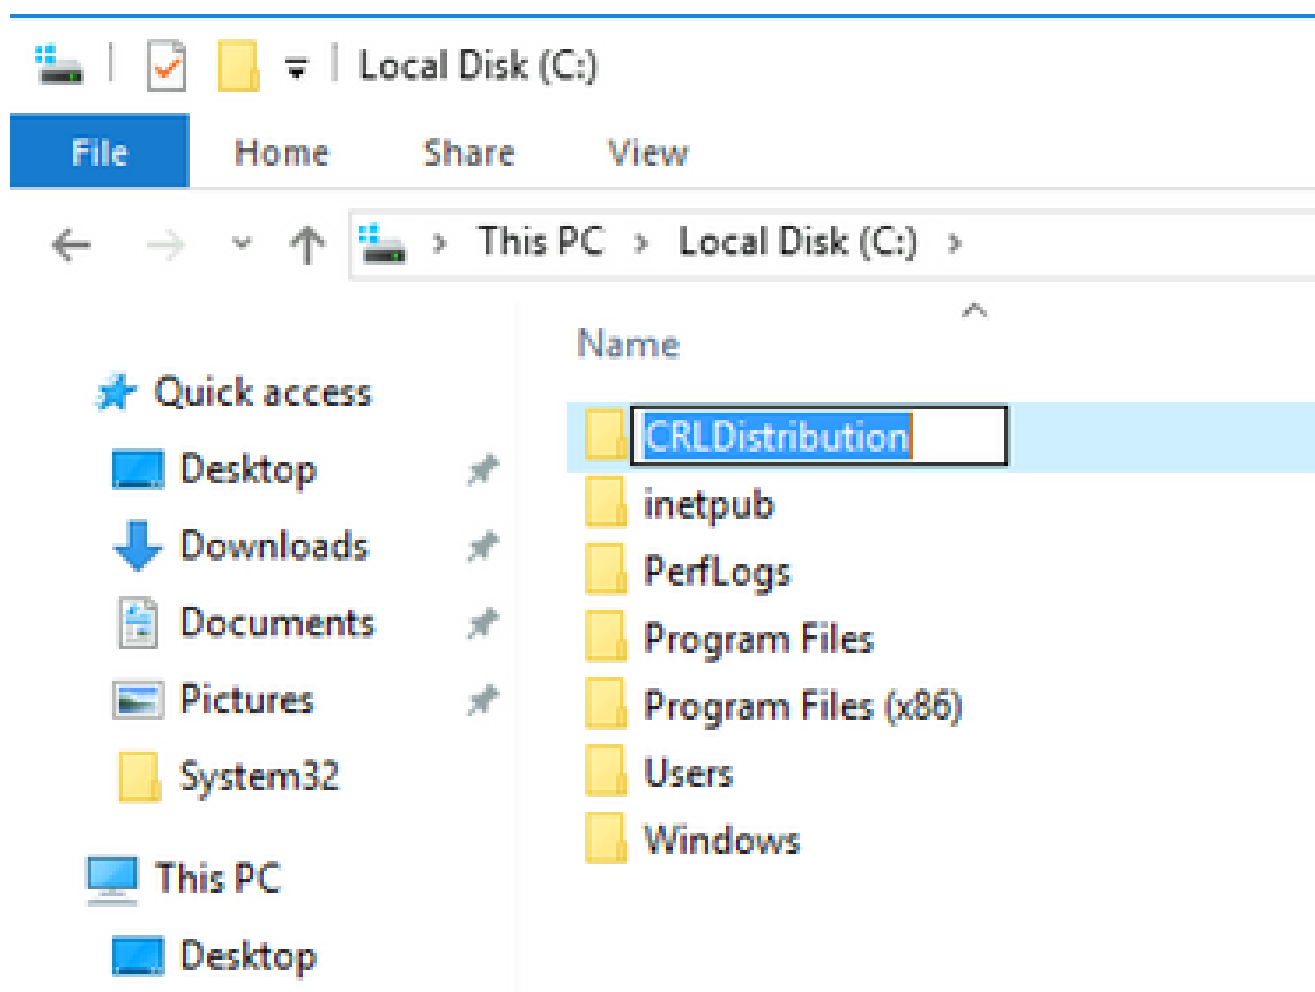 Local Disk (C:)
File Home Share View
This PC Local Disk (C:)
Name
Quick access
Desktop
Downloads
Documents
Pictures
System32
This PC
Desktop
CRLDistribution
inetpub
PerfLogs
Program Files
Program Files (x86)
Users
Windows